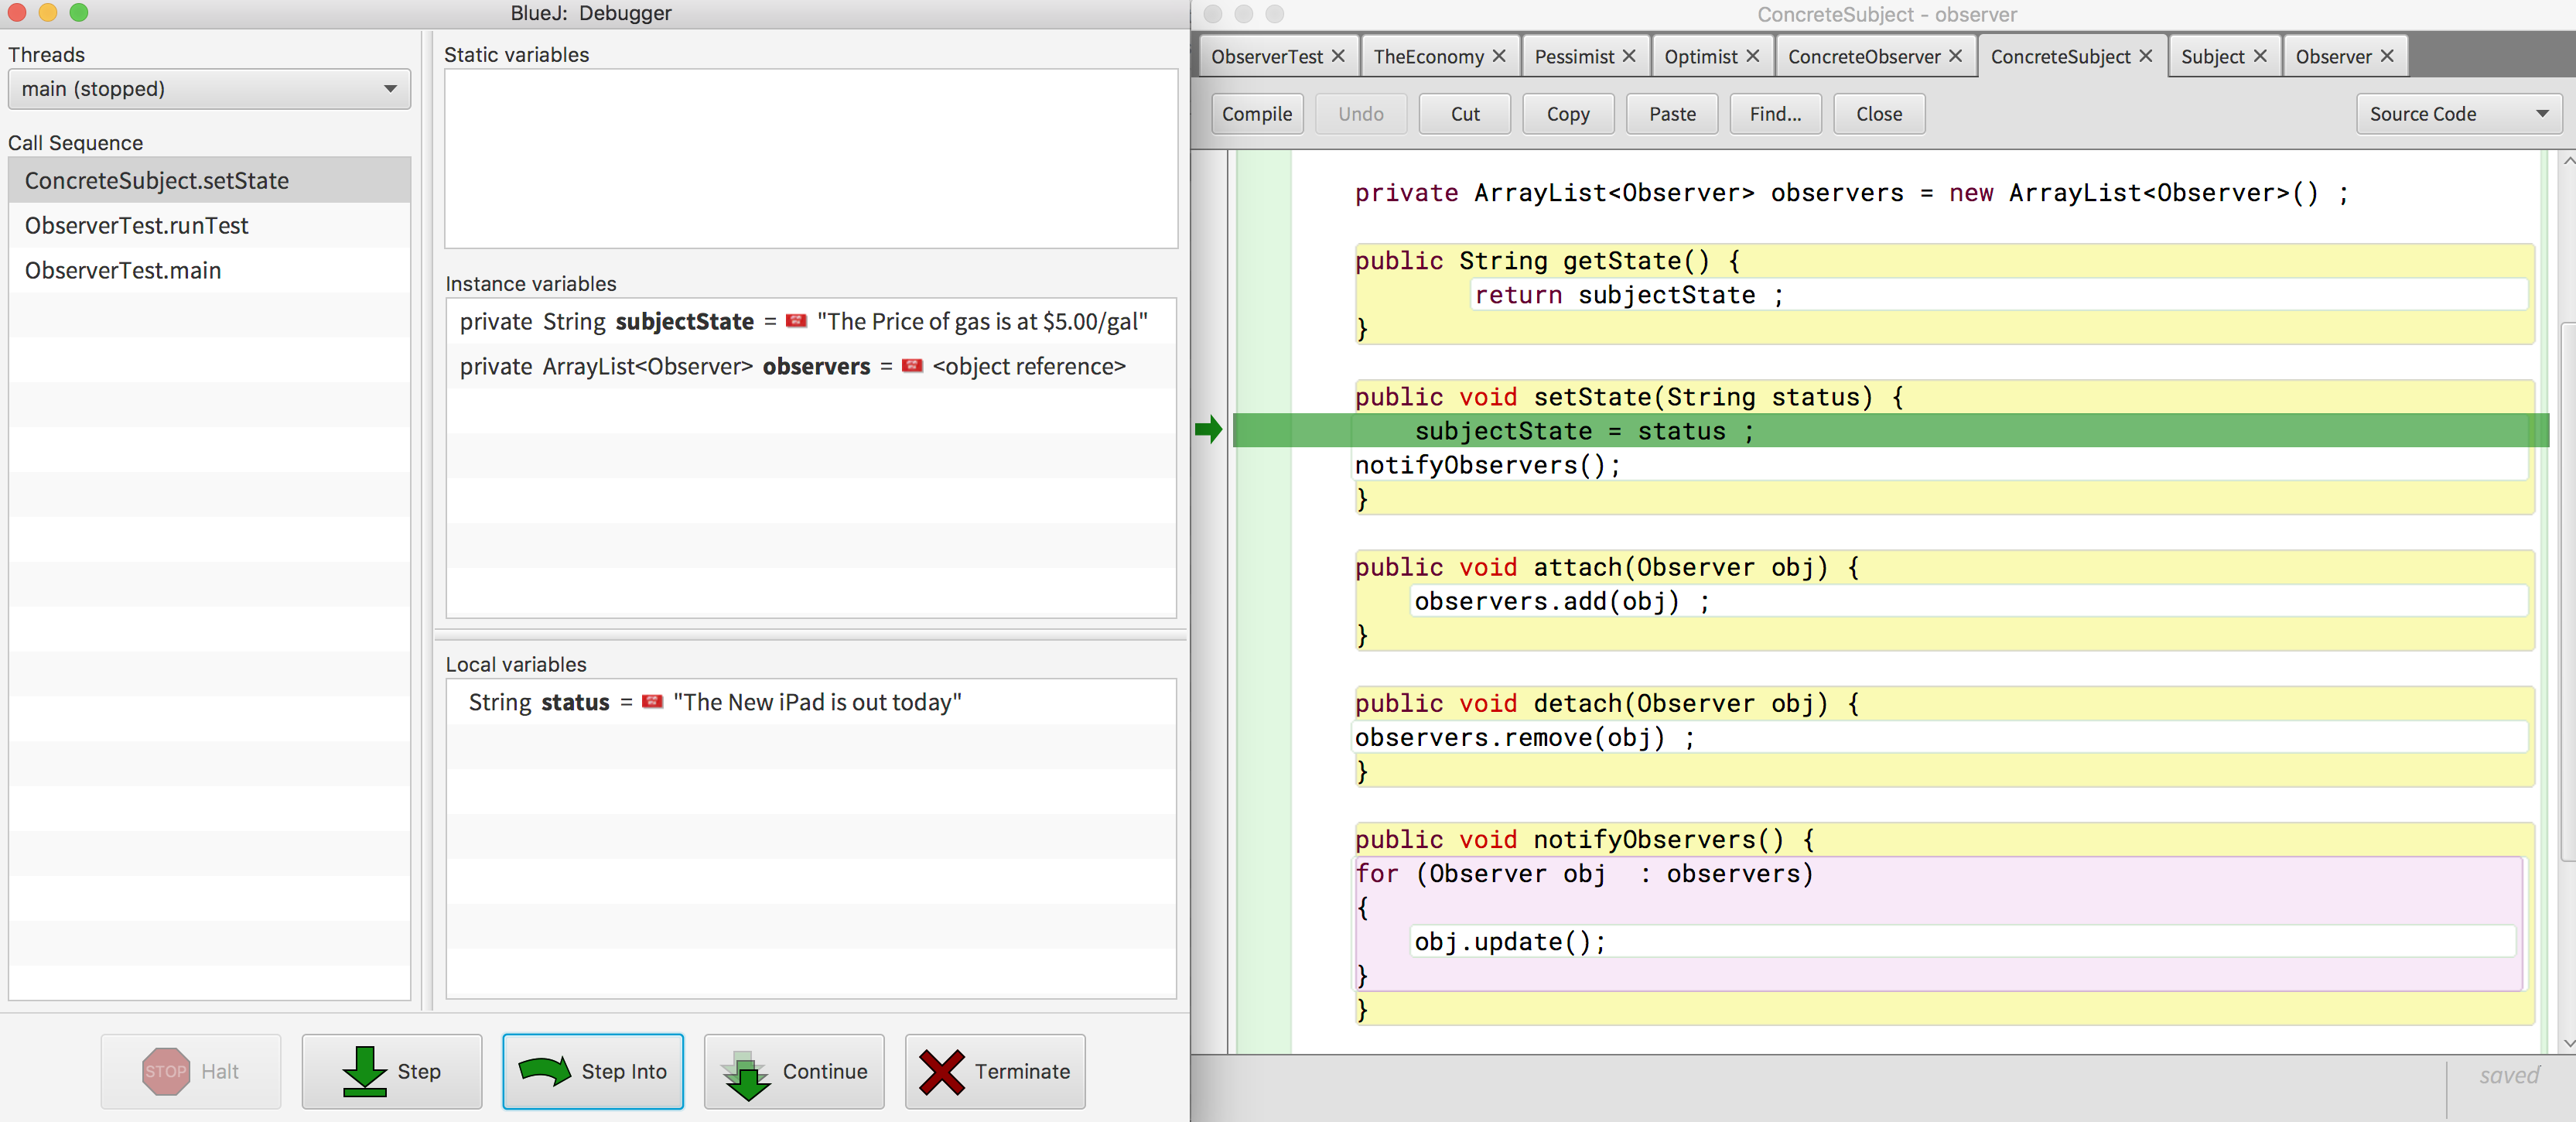 BlueJ: Debugger
Threads
main (stopped)
Call Sequence
ConcreteSubject.setState
ObserverTest.runTest
ObserverTest.main
Static variables
Instance variables
private String subjectState = "The Price of gas is at $5.00/gal"
private ArrayList<Observer> observers = <object reference>
Local variables
String status = "The New iPad is out today"
STOP Halt
Step
Step Into
Continue
Terminate
ConcreteSubject - observer
ObserverTest TheEconomy Pessimist Optimist ConcreteObserver ConcreteSubject Subject Observer
Compile Undo Cut Copy Paste Find... Close Source Code
private ArrayList<Observer> observers = new ArrayList<Observer>() ;
public String getState() {
return subjectState ;
}
public void setState(String status) {
subjectState = status ;
notifyObservers();
}
public void attach(Observer obj) {
observers.add(obj) ;
}
public void detach(Observer obj) {
observers.remove(obj) ;
}
public void notifyObservers() {
for (Observer obj  : observers)
{
obj.update();
}
}
saved